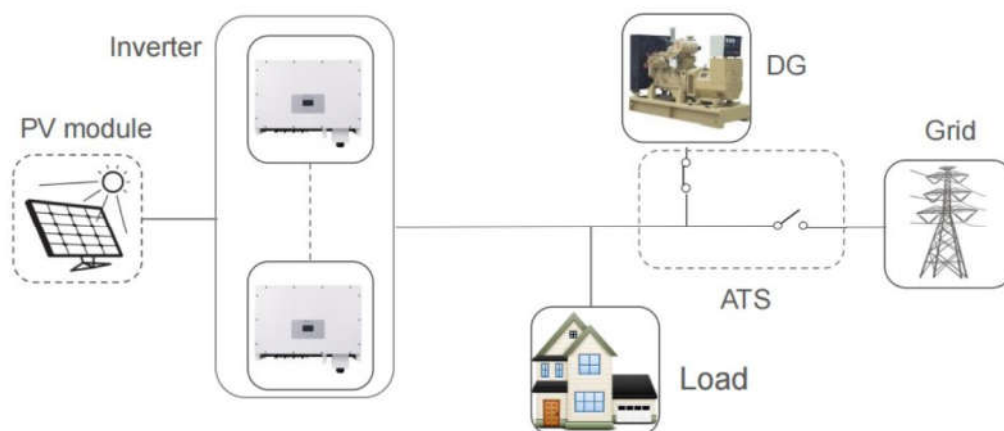 Inverter
DG
PV module
Grid
ATS
Load